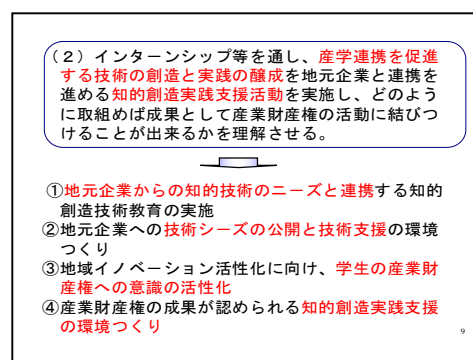 （２）インターンシップ等を通し、産学連携を促進
する技術の創造と実践の醸成を地元企業と連携を
進める知的創造実践支援活動を実施し、どのよう
に取組めば成果として産業財産権の活動に結びつ
けることが出来るかを理解させる。
①地元企業からの知的技術のニーズと連携する知的
創造技術教育の実施
②地元企業への技術シーズの公開と技術支援の環境
つくり
③地域イノベーション活性化に向け、学生の産業財
産権への意識の活性化
④産業財産権の成果が認められる知的創造実践支援
の環境つくり
9